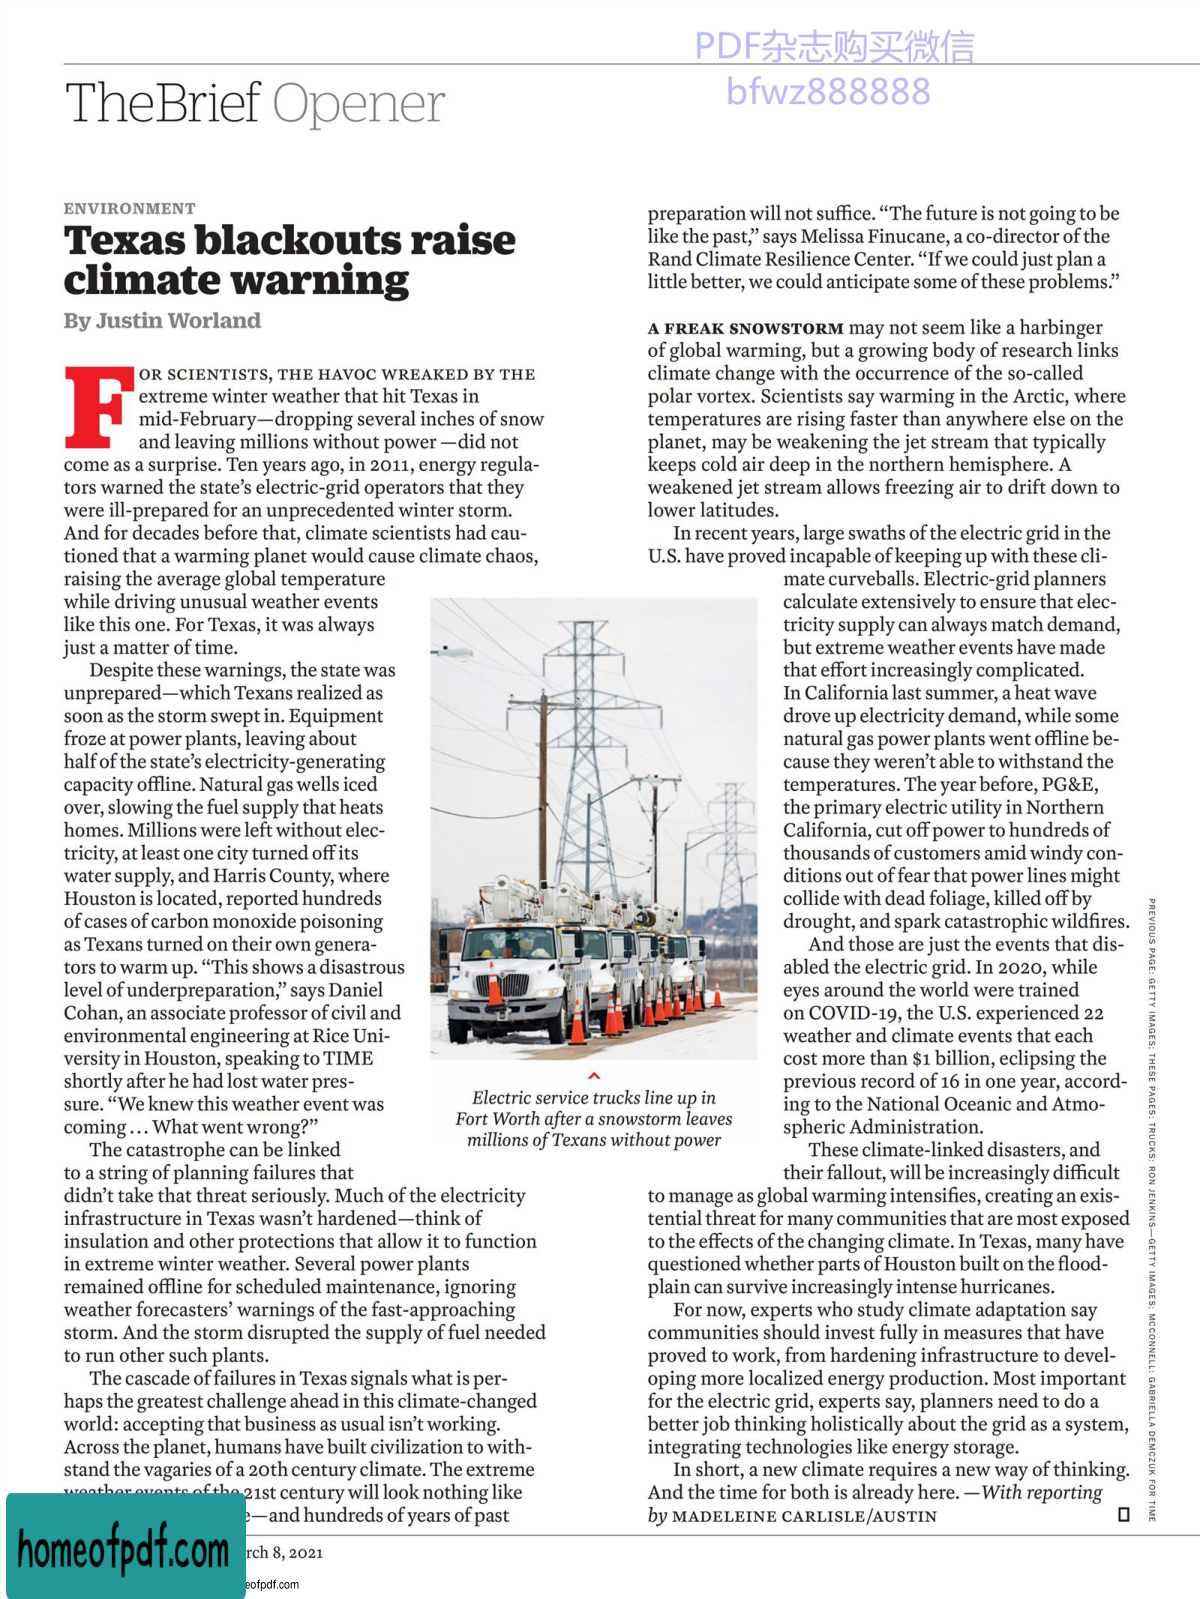 PDF杂志购买微信
bfwz888888
TheBrief Opener
ENVIRONMENT
Texas blackouts raise
climate warning
By Justin Worland
FOR SCIENTISTS, THE HAVOC WREAKED BY THE
extreme winter weather that hit Texas in
mid-February—dropping several inches of snow
and leaving millions without power —did not
come as a surprise. Ten years ago, in 2011, energy regula-
tors warned the state's electric-grid operators that they
were ill-prepared for an unprecedented winter storm.
And for decades before that, climate scientists had cau-
tioned that a warming planet would cause climate chaos,
raising the average global temperature
while driving unusual weather events
like this one. For Texas, it was always
just a matter of time.
Despite these warnings, the state was
unprepared—which Texans realized as
soon as the storm swept in. Equipment
froze at power plants, leaving about
half of the state's electricity-generating
capacity offline. Natural gas wells iced
over, slowing the fuel supply that heats
homes. Millions were left without elec-
tricity, at least one city turned off its
water supply, and Harris County, where
Houston is located, reported hundreds
of cases of carbon monoxide poisoning
as Texans turned on their own genera-
tors to warm up. “This shows a disastrous
level of underpreparation,” says Daniel
Cohan, an associate professor of civil and
environmental engineering at Rice Uni-
versity in Houston, speaking to TIME
shortly after he had lost water pres-
sure. “We knew this weather event was
coming ... What went wrong?”
The catastrophe can be linked
to a string of planning failures that
didn't take that threat seriously. Much of the electricity
infrastructure in Texas wasn't hardened—think of
insulation and other protections that allow it to function
in extreme winter weather. Several power plants
remained offline for scheduled maintenance, ignoring
weather forecasters' warnings of the fast-approaching
storm. And the storm disrupted the supply of fuel needed
to run other such plants.
The cascade of failures in Texas signals what is per-
haps the greatest challenge ahead in this climate-changed
world: accepting that business as usual isn't working.
Across the planet, humans have built civilization to with-
stand the vagaries of a 20th century climate. The extreme
weather events of the 21st century will look nothing like
—and hundreds of years of past
preparation will not suffice. “The future is not going to be
like the past,” says Melissa Finucane, a co-director of the
Rand Climate Resilience Center. “If we could just plan a
little better, we could anticipate some of these problems.”
A FREAK SNOWSTORM may not seem like a harbinger
of global warming, but a growing body of research links
climate change with the occurrence of the so-called
polar vortex. Scientists say warming in the Arctic, where
temperatures are rising faster than anywhere else on the
planet, may be weakening the jet stream that typically
keeps cold air deep in the northern hemisphere. A
weakened jet stream allows freezing air to drift down to
lower latitudes.
In recent years, large swaths of the electric grid in the
U.S. have proved incapable of keeping up with these cli-
mate curveballs. Electric-grid planners
calculate extensively to ensure that elec-
tricity supply can always match demand,
but extreme weather events have made
that effort increasingly complicated.
In California last summer, a heat wave
drove up electricity demand, while some
natural gas power plants went offline be-
cause they weren't able to withstand the
temperatures. The year before, PG&E,
the primary electric utility in Northern
California, cut off power to hundreds of
thousands of customers amid windy con-
ditions out of fear that power lines might
collide with dead foliage, killed off by
drought, and spark catastrophic wildfires.
And those are just the events that dis-
abled the electric grid. In 2020, while
eyes around the world were trained
on COVID-19, the U.S. experienced 22
weather and climate events that each
cost more than $1 billion, eclipsing the
previous record of 16 in one year, accord-
ing to the National Oceanic and Atmo-
spheric Administration.
These climate-linked disasters, and
their fallout, will be increasingly difficult
to manage as global warming intensifies, creating an exis-
tential threat for many communities that are most exposed
to the effects of the changing climate. In Texas, many have
questioned whether parts of Houston built on the flood-
plain can survive increasingly intense hurricanes.
For now, experts who study climate adaptation say
communities should invest fully in measures that have
proved to work, from hardening infrastructure to devel-
oping more localized energy production. Most important
for the electric grid, experts say, planners need to do a
better job thinking holistically about the grid as a system,
integrating technologies like energy storage.
In short, a new climate requires a new way of thinking.
And the time for both is already here. —With reporting
by MADELEINE CARLISLE/AUSTIN
Electric service trucks line up in
Fort Worth after a snowstorm leaves
millions of Texans without power
PREVIOUS PAGE: GETTY IMAGES; THESE PAGES: TRUCKS: RON JENKINS—GETTY IMAGES; MCCONNELL: GABRIELLA DEMCZUK FOR TIME
homeofpdf.com
rch 8, 2021
eofpdf.com